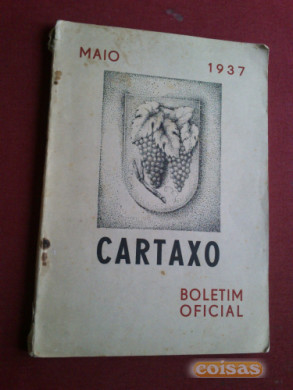 MAIO 1937
CARTAXO
BOLETIM
OFICIAL
coisas